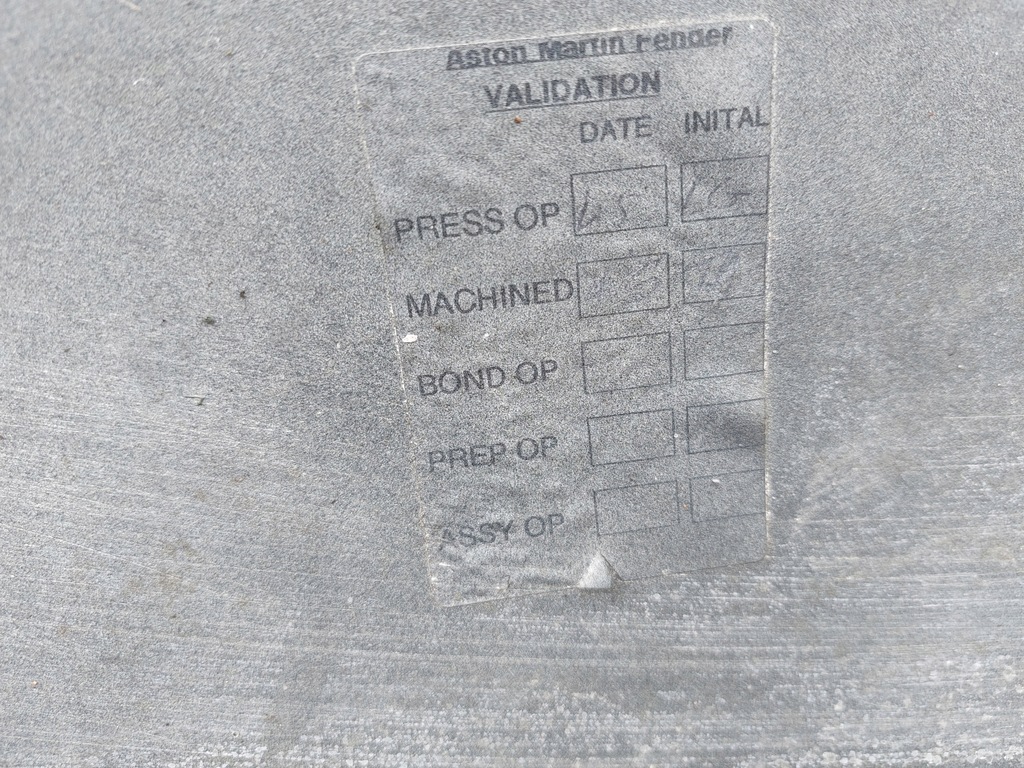 Aston Martin Fender
VALIDATION
DATE INITAL
PRESS OP
MACHINED
BOND OP
PREP OP
ASSY OP